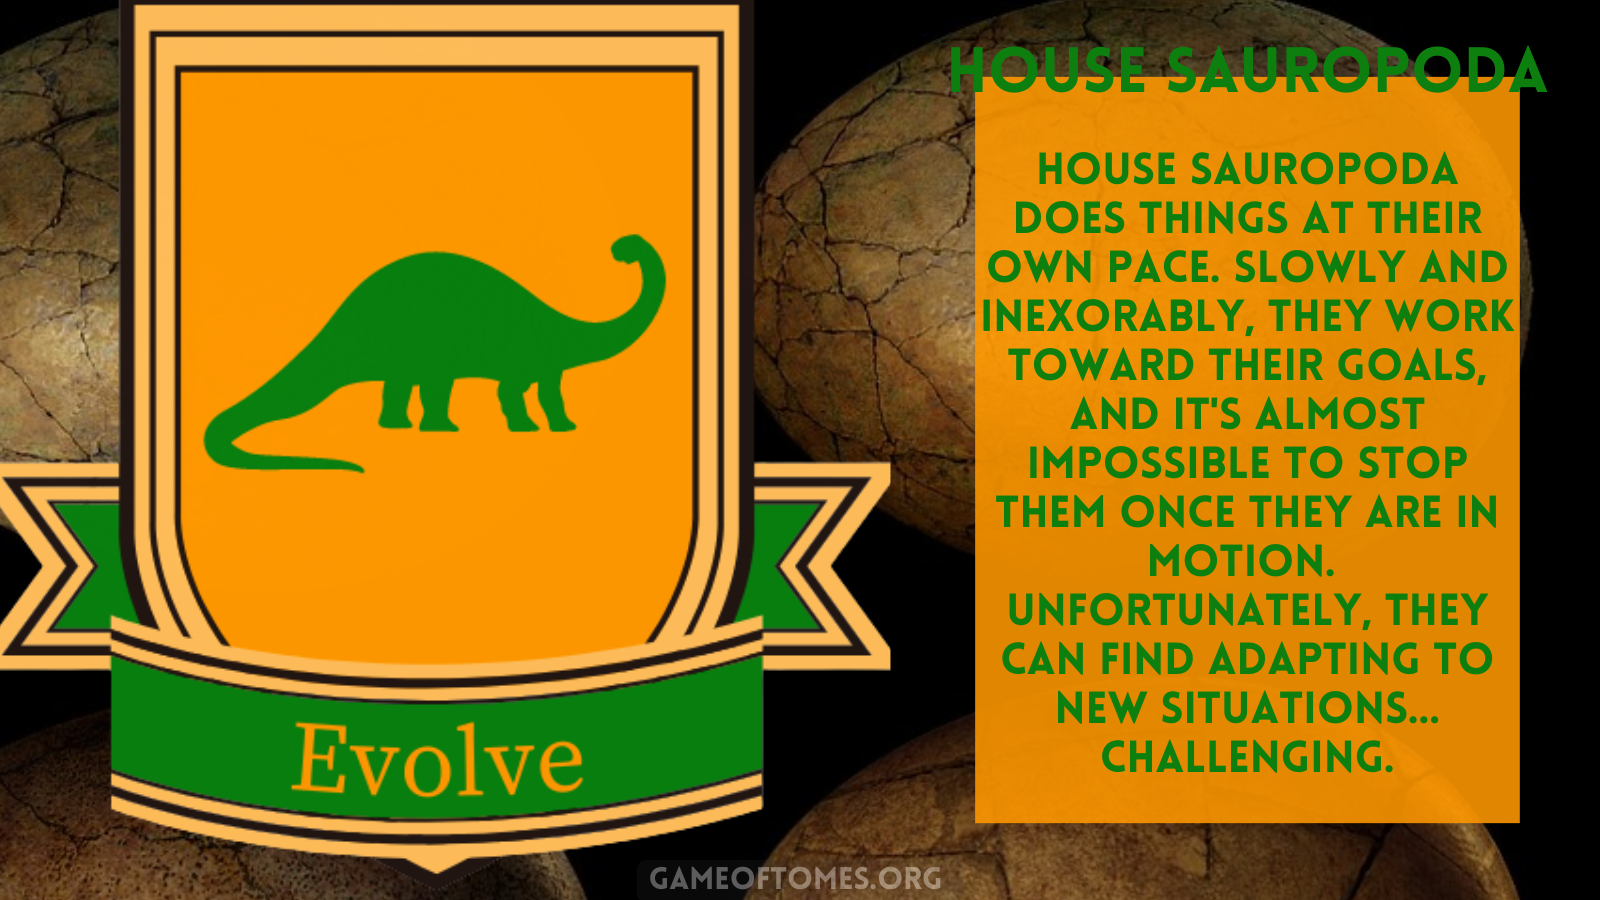 HOUSE SAUROPODA
HOUSE SAUROPODA
DOES THINGS AT THEIR
OWN PACE. SLOWLY AND
INEXORABLY, THEY WORK
TOWARD THEIR GOALS,
AND IT'S ALMOST
IMPOSSIBLE TO STOP
THEM ONCE THEY ARE IN
MOTION.
UNFORTUNATELY, THEY
CAN FIND ADAPTING TO
NEW SITUATIONS...
CHALLENGING.
Evolve
GAMEOFTOMES.ORG